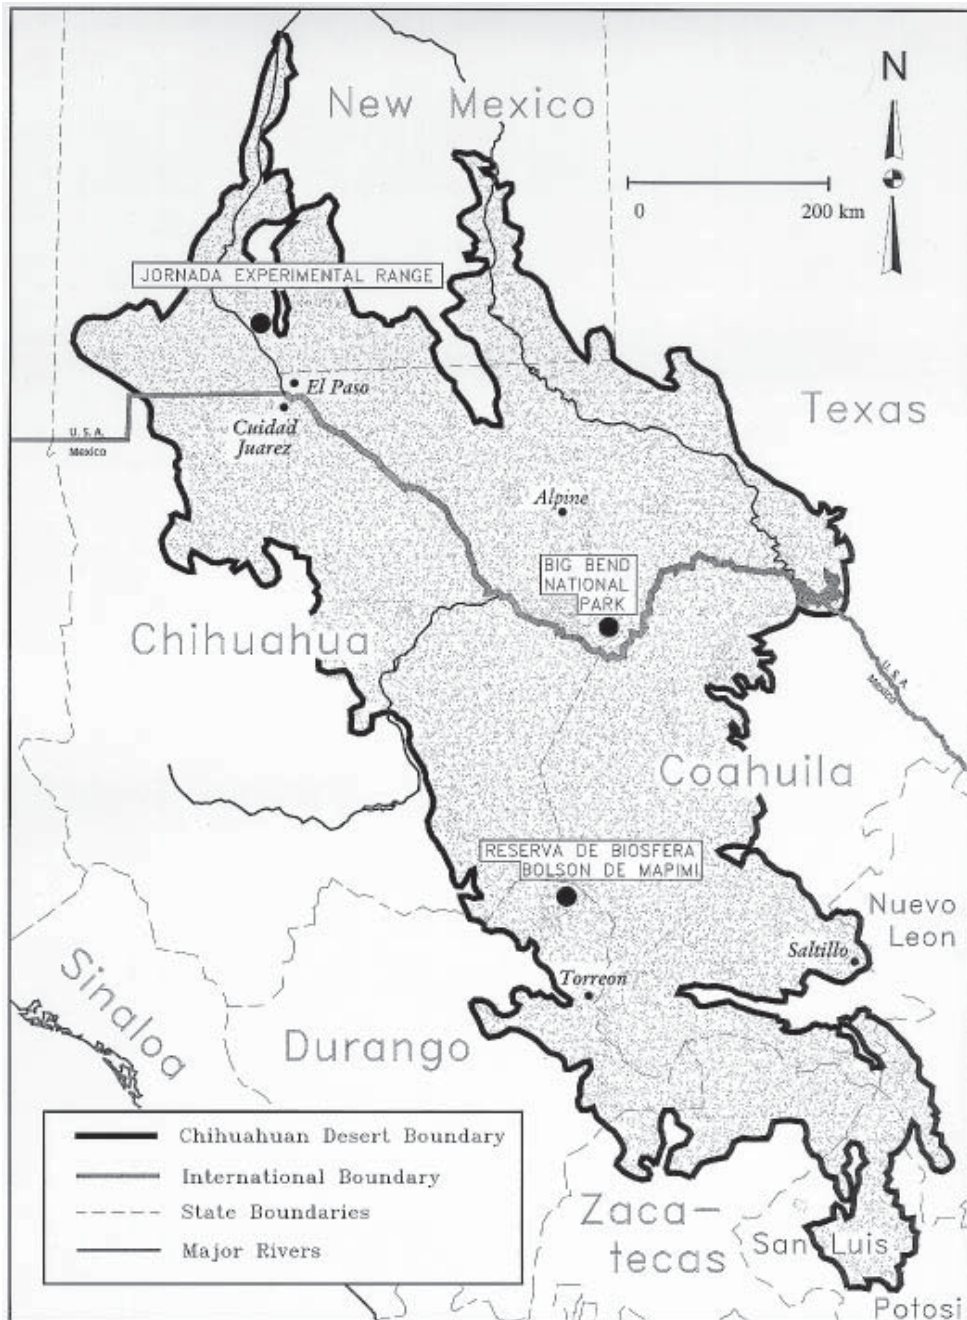 New Mexico
N
0 200 km
JORNADA EXPERIMENTAL RANGE
El Paso
Cuidad
Juarez
U.S.A.
Mexico
Texas
Alpine
BIG BEND
NATIONAL
PARK
Chihuahua
U.S.A.
Mexico
Coahuila
RESERVA DE BIOSFERA
BOLSON DE MAPIMI
Nuevo
Leon
Saltillo
Torreon
Sinaloa
Durango
Chihuahuan Desert Boundary
International Boundary
State Boundaries
Major Rivers
Zaca-
tecas
San Luis
Potosi